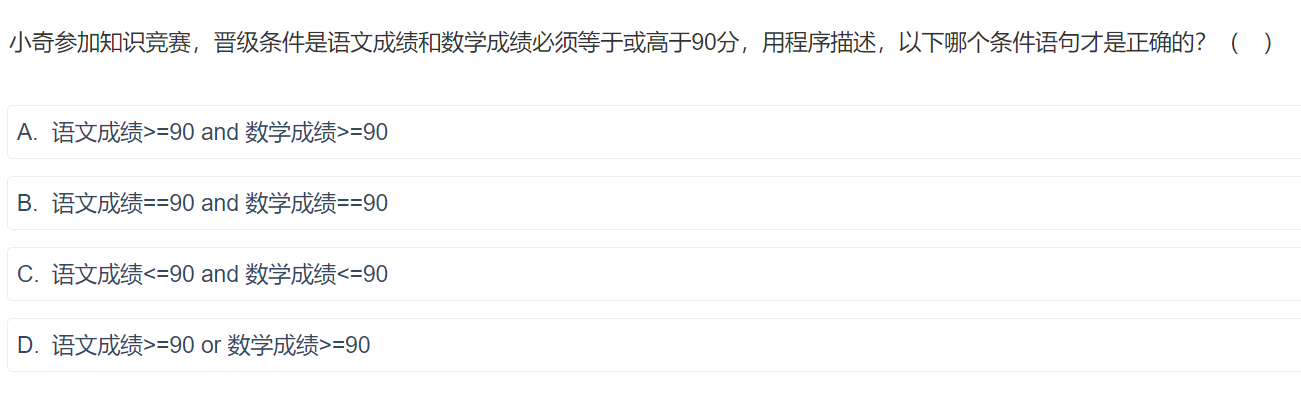 小奇参加知识竞赛，晋级条件是语文成绩和数学成绩必须等于或高于90分，用程序描述，以下哪个条件语句才是正确的？（ ）
A. 语文成绩>=90 and 数学成绩>=90
B. 语文成绩==90 and 数学成绩==90
C. 语文成绩<=90 and 数学成绩<=90
D. 语文成绩>=90 or 数学成绩>=90